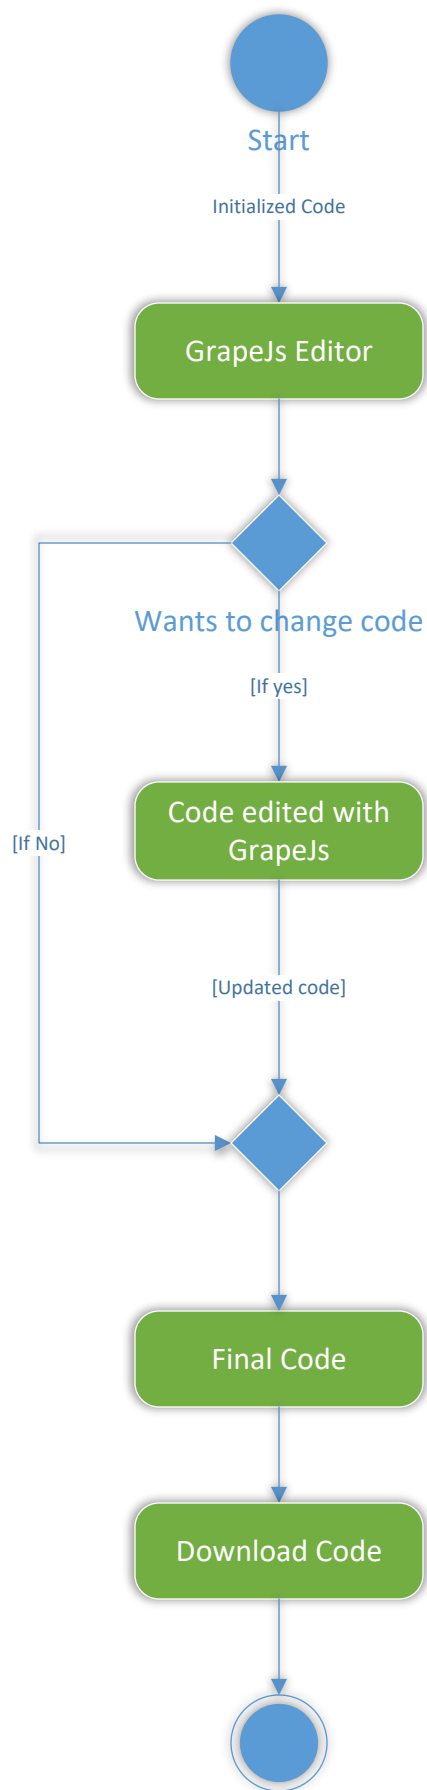 Start
Initialized Code
GrapeJs Editor
Wants to change code
[If yes]
Code edited with
GrapeJs
[If No]
[Updated code]
Final Code
Download Code